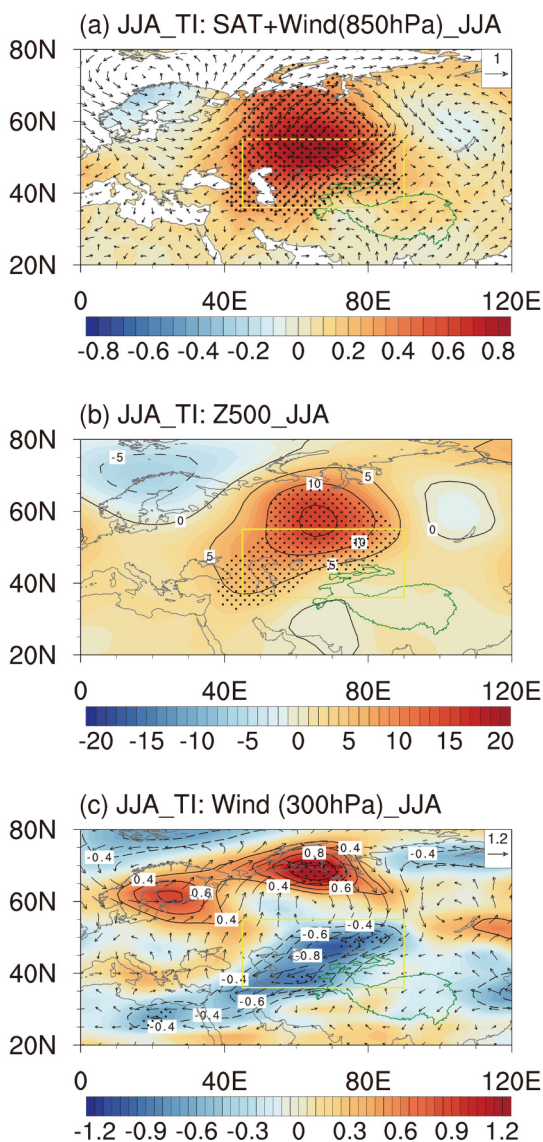 (a) JJA_TI: SAT+Wind(850hPa)_JJA
1
80N
60N
40N
20N
0 40E 80E 120E
-0.8 -0.6 -0.4 -0.2 0 0.2 0.4 0.6 0.8
(b) JJA_TI: Z500_JJA
80N
-5
5
10
60N
0
0
10
5
5
40N
20N
0 40E 80E 120E
-20 -15 -10 -5 0 5 10 15 20
(c) JJA_TI: Wind (300hPa)_JJA
80N
1.2
-0.4
0.8
0.4
-0.4
0.4
0.6
0.4
0.6
60N
0.4
-0.4
-0.6
-0.8
40N
-0.4
-0.6
-0.4
-0.4
20N
0 40E 80E 120E
-1.2 -0.9 -0.6 -0.3 0 0.3 0.6 0.9 1.2